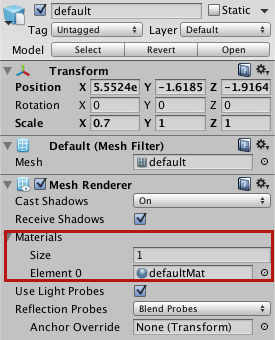 default Static
Tag Untagged Layer Default
Model Select Revert Open
Transform
Position X 5.5524e Y -1.6185 Z -1.9164
Rotation X 0 Y 0 Z 0
Scale X 0.7 Y 1 Z 1
Default (Mesh Filter)
Mesh default
Mesh Renderer
Cast Shadows On
Receive Shadows
Materials
Size 1
Element 0 defaultMat
Use Light Probes
Reflection Probes Blend Probes
Anchor Override None (Transform)